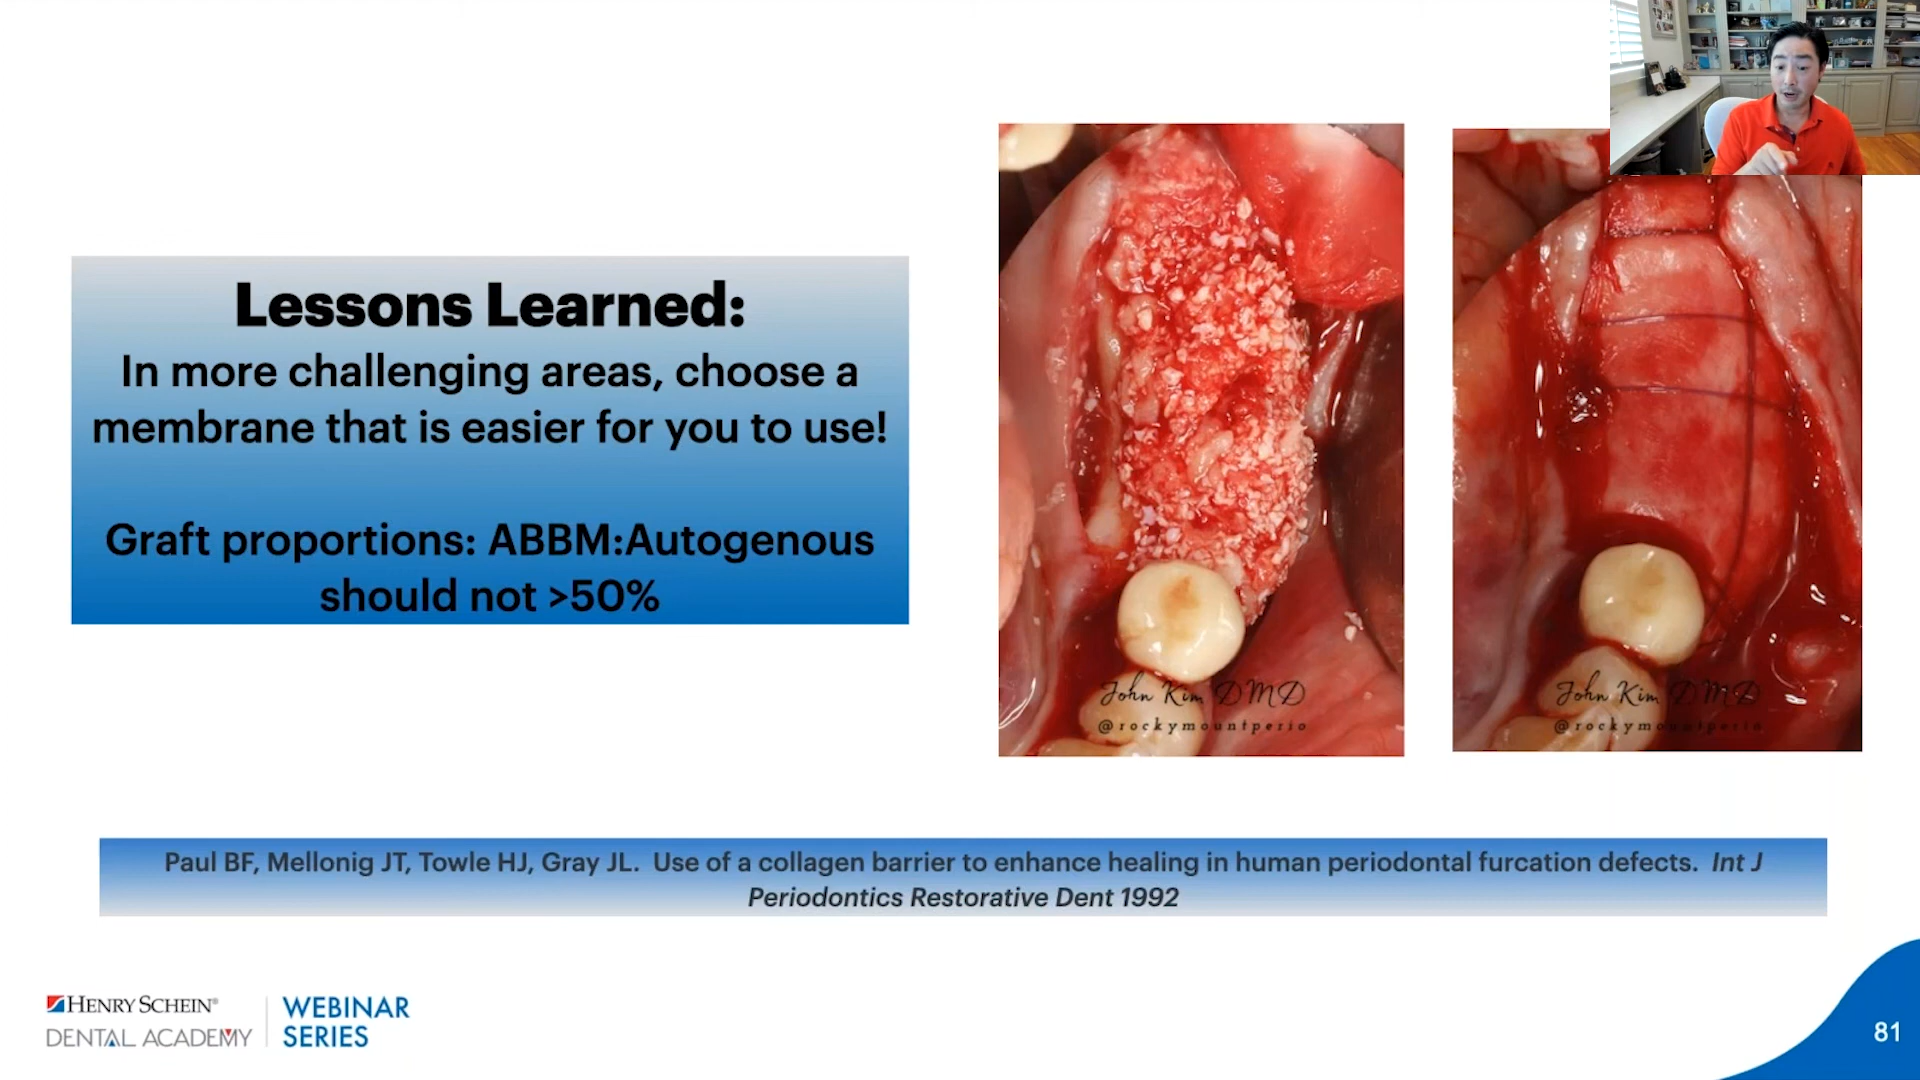 Lessons Learned:
In more challenging areas, choose a
membrane that is easier for you to use!
Graft proportions: ABBM:Autogenous
should not >50%
John Kim DMD
@rockymountperio
John Kim DMD
@rockymountperio
Paul BF, Mellonig JT, Towle HJ, Gray JL. Use of a collagen barrier to enhance healing in human periodontal furcation defects. Int J
Periodontics Restorative Dent 1992
HENRY SCHEIN®
DENTAL ACADEMY
WEBINAR
SERIES
81